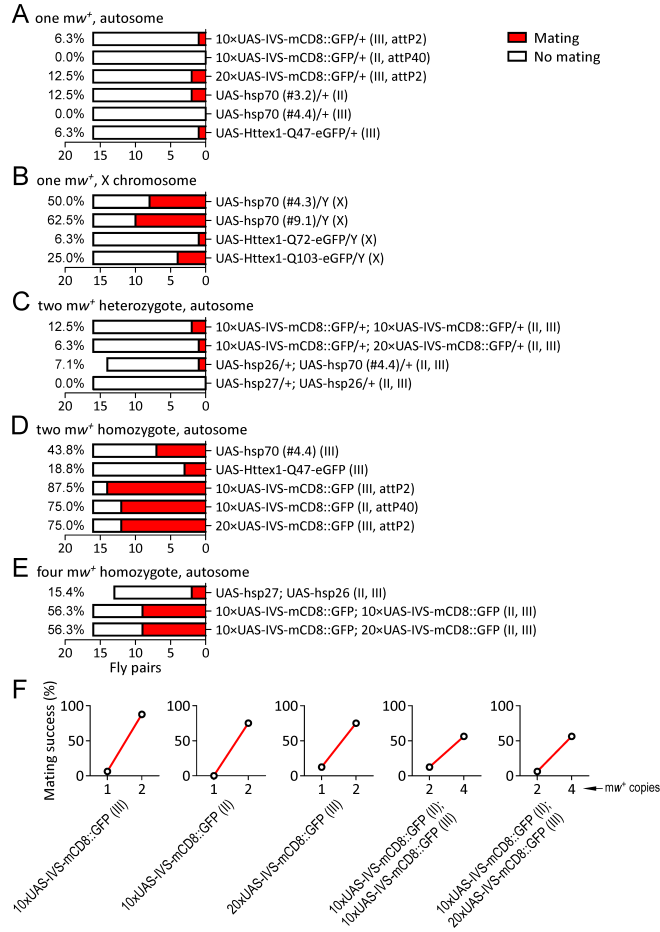 A one mw+, autosome
Mating
No mating
6.3% 10×UAS-IVS-mCD8::GFP/+ (III, attP2)
0.0% 10×UAS-IVS-mCD8::GFP/+ (II, attP40)
12.5% 20×UAS-IVS-mCD8::GFP/+ (III, attP2)
12.5% UAS-hsp70 (#3.2)/+ (II)
0.0% UAS-hsp70 (#4.4)/+ (III)
6.3% UAS-Httex1-Q47-eGFP/+ (III)
20 15 10 5 0
B one mw+, X chromosome
50.0% UAS-hsp70 (#4.3)/Y (X)
62.5% UAS-hsp70 (#9.1)/Y (X)
6.3% UAS-Httex1-Q72-eGFP/Y (X)
25.0% UAS-Httex1-Q103-eGFP/Y (X)
20 15 10 5 0
C two mw+ heterozygote, autosome
12.5% 10×UAS-IVS-mCD8::GFP/+; 10×UAS-IVS-mCD8::GFP/+ (II, III)
6.3% 10×UAS-IVS-mCD8::GFP/+; 20×UAS-IVS-mCD8::GFP/+ (II, III)
7.1% UAS-hsp26/+; UAS-hsp70 (#4.4)/+ (II, III)
0.0% UAS-hsp27/+; UAS-hsp26/+ (II, III)
20 15 10 5 0
D two mw+ homozygote, autosome
43.8% UAS-hsp70 (#4.4) (III)
18.8% UAS-Httex1-Q47-eGFP (III)
87.5% 10×UAS-IVS-mCD8::GFP (III, attP2)
75.0% 10×UAS-IVS-mCD8::GFP (II, attP40)
75.0% 20×UAS-IVS-mCD8::GFP (III, attP2)
20 15 10 5 0
E four mw+ homozygote, autosome
15.4% UAS-hsp27; UAS-hsp26 (II, III)
56.3% 10×UAS-IVS-mCD8::GFP; 10×UAS-IVS-mCD8::GFP (II, III)
56.3% 10×UAS-IVS-mCD8::GFP; 20×UAS-IVS-mCD8::GFP (II, III)
20 15 10 5 0
Fly pairs
F
Mating success (%)
100 100 100 100 100
50 50 50 50 50
0 0 0 0 0
1 2 1 2 1 2 2 4 2 4 mw+ copies
10xUAS-IVS-mCD8::GFP (III)
10xUAS-IVS-mCD8::GFP (II)
20xUAS-IVS-mCD8::GFP (III)
10xUAS-IVS-mCD8::GFP (II);
10xUAS-IVS-mCD8::GFP (III)
10xUAS-IVS-mCD8::GFP (II);
20xUAS-IVS-mCD8::GFP (III)